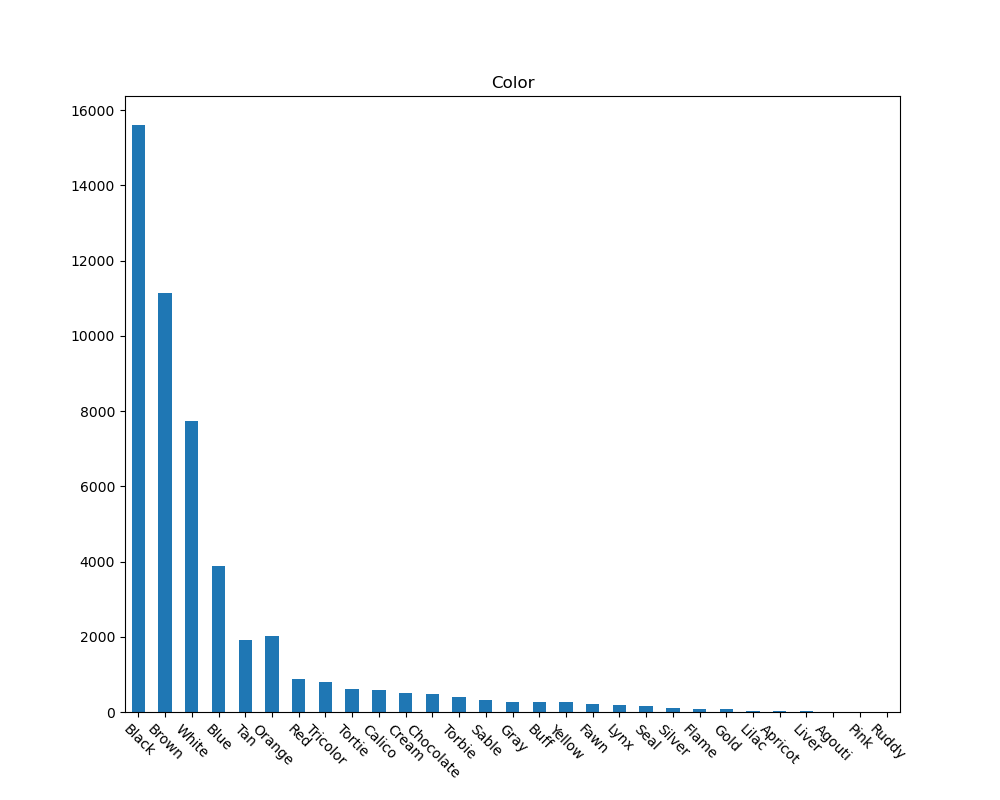 Color
16000
14000
12000
10000
8000
6000
4000
2000
0
Black
Brown
White
Blue
Tan
Orange
Red
Tricolor
Tortie
Calico
Cream
Chocolate
Torbie
Sable
Gray
Buff
Yellow
Fawn
Lynx
Seal
Silver
Flame
Gold
Lilac
Apricot
Liver
Agouti
Pink
Ruddy